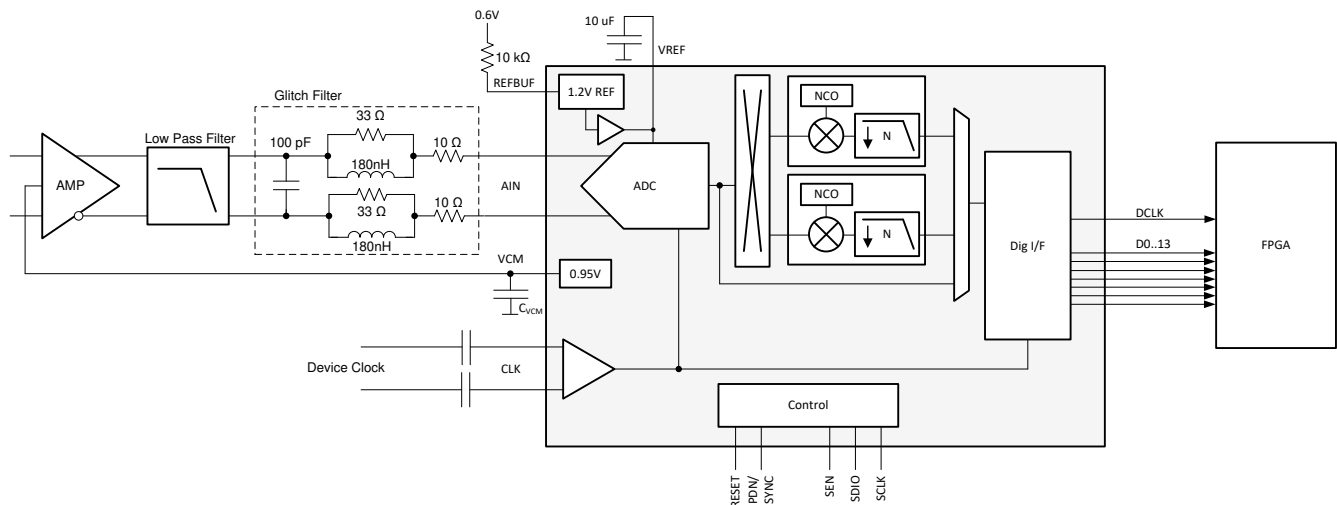 0.6V
10 uF
10 kΩ
VREF
REFBUF
1.2V REF
NCO
N
Glitch Filter
33 Ω
Low Pass Filter
100 pF
10 Ω
180nH
AMP
AIN
ADC
NCO
10 Ω
33 Ω
N
180nH
DCLK
Dig I/F
D0..13
FPGA
VCM
0.95V
CVCM
Device Clock
CLK
Control
RESET
PDN/
SYNC
SEN
SDIO
SCLK